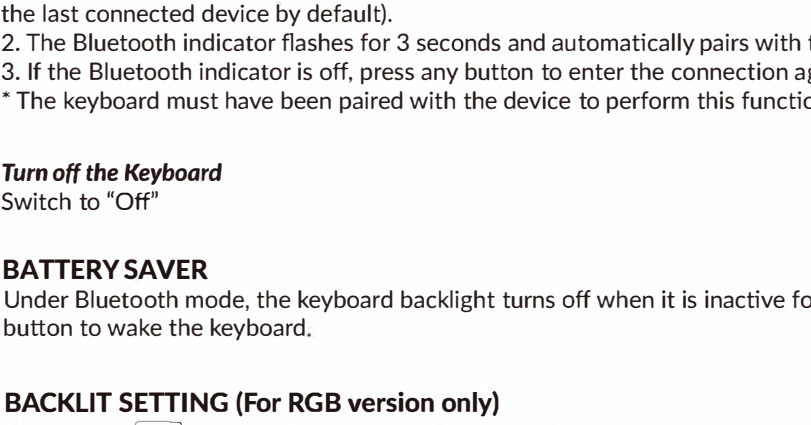 the last connected device by default).
2. The Bluetooth indicator flashes for 3 seconds and automatically pairs with
3. If the Bluetooth indicator is off, press any button to enter the connection
* The keyboard must have been paired with the device to perform this
Turn off the Keyboard
Switch to “Off”
BATTERY SAVER
Under Bluetooth mode, the keyboard backlight turns off when it is inactive
button to wake the keyboard.
BACKLIT SETTING (For RGB version only)